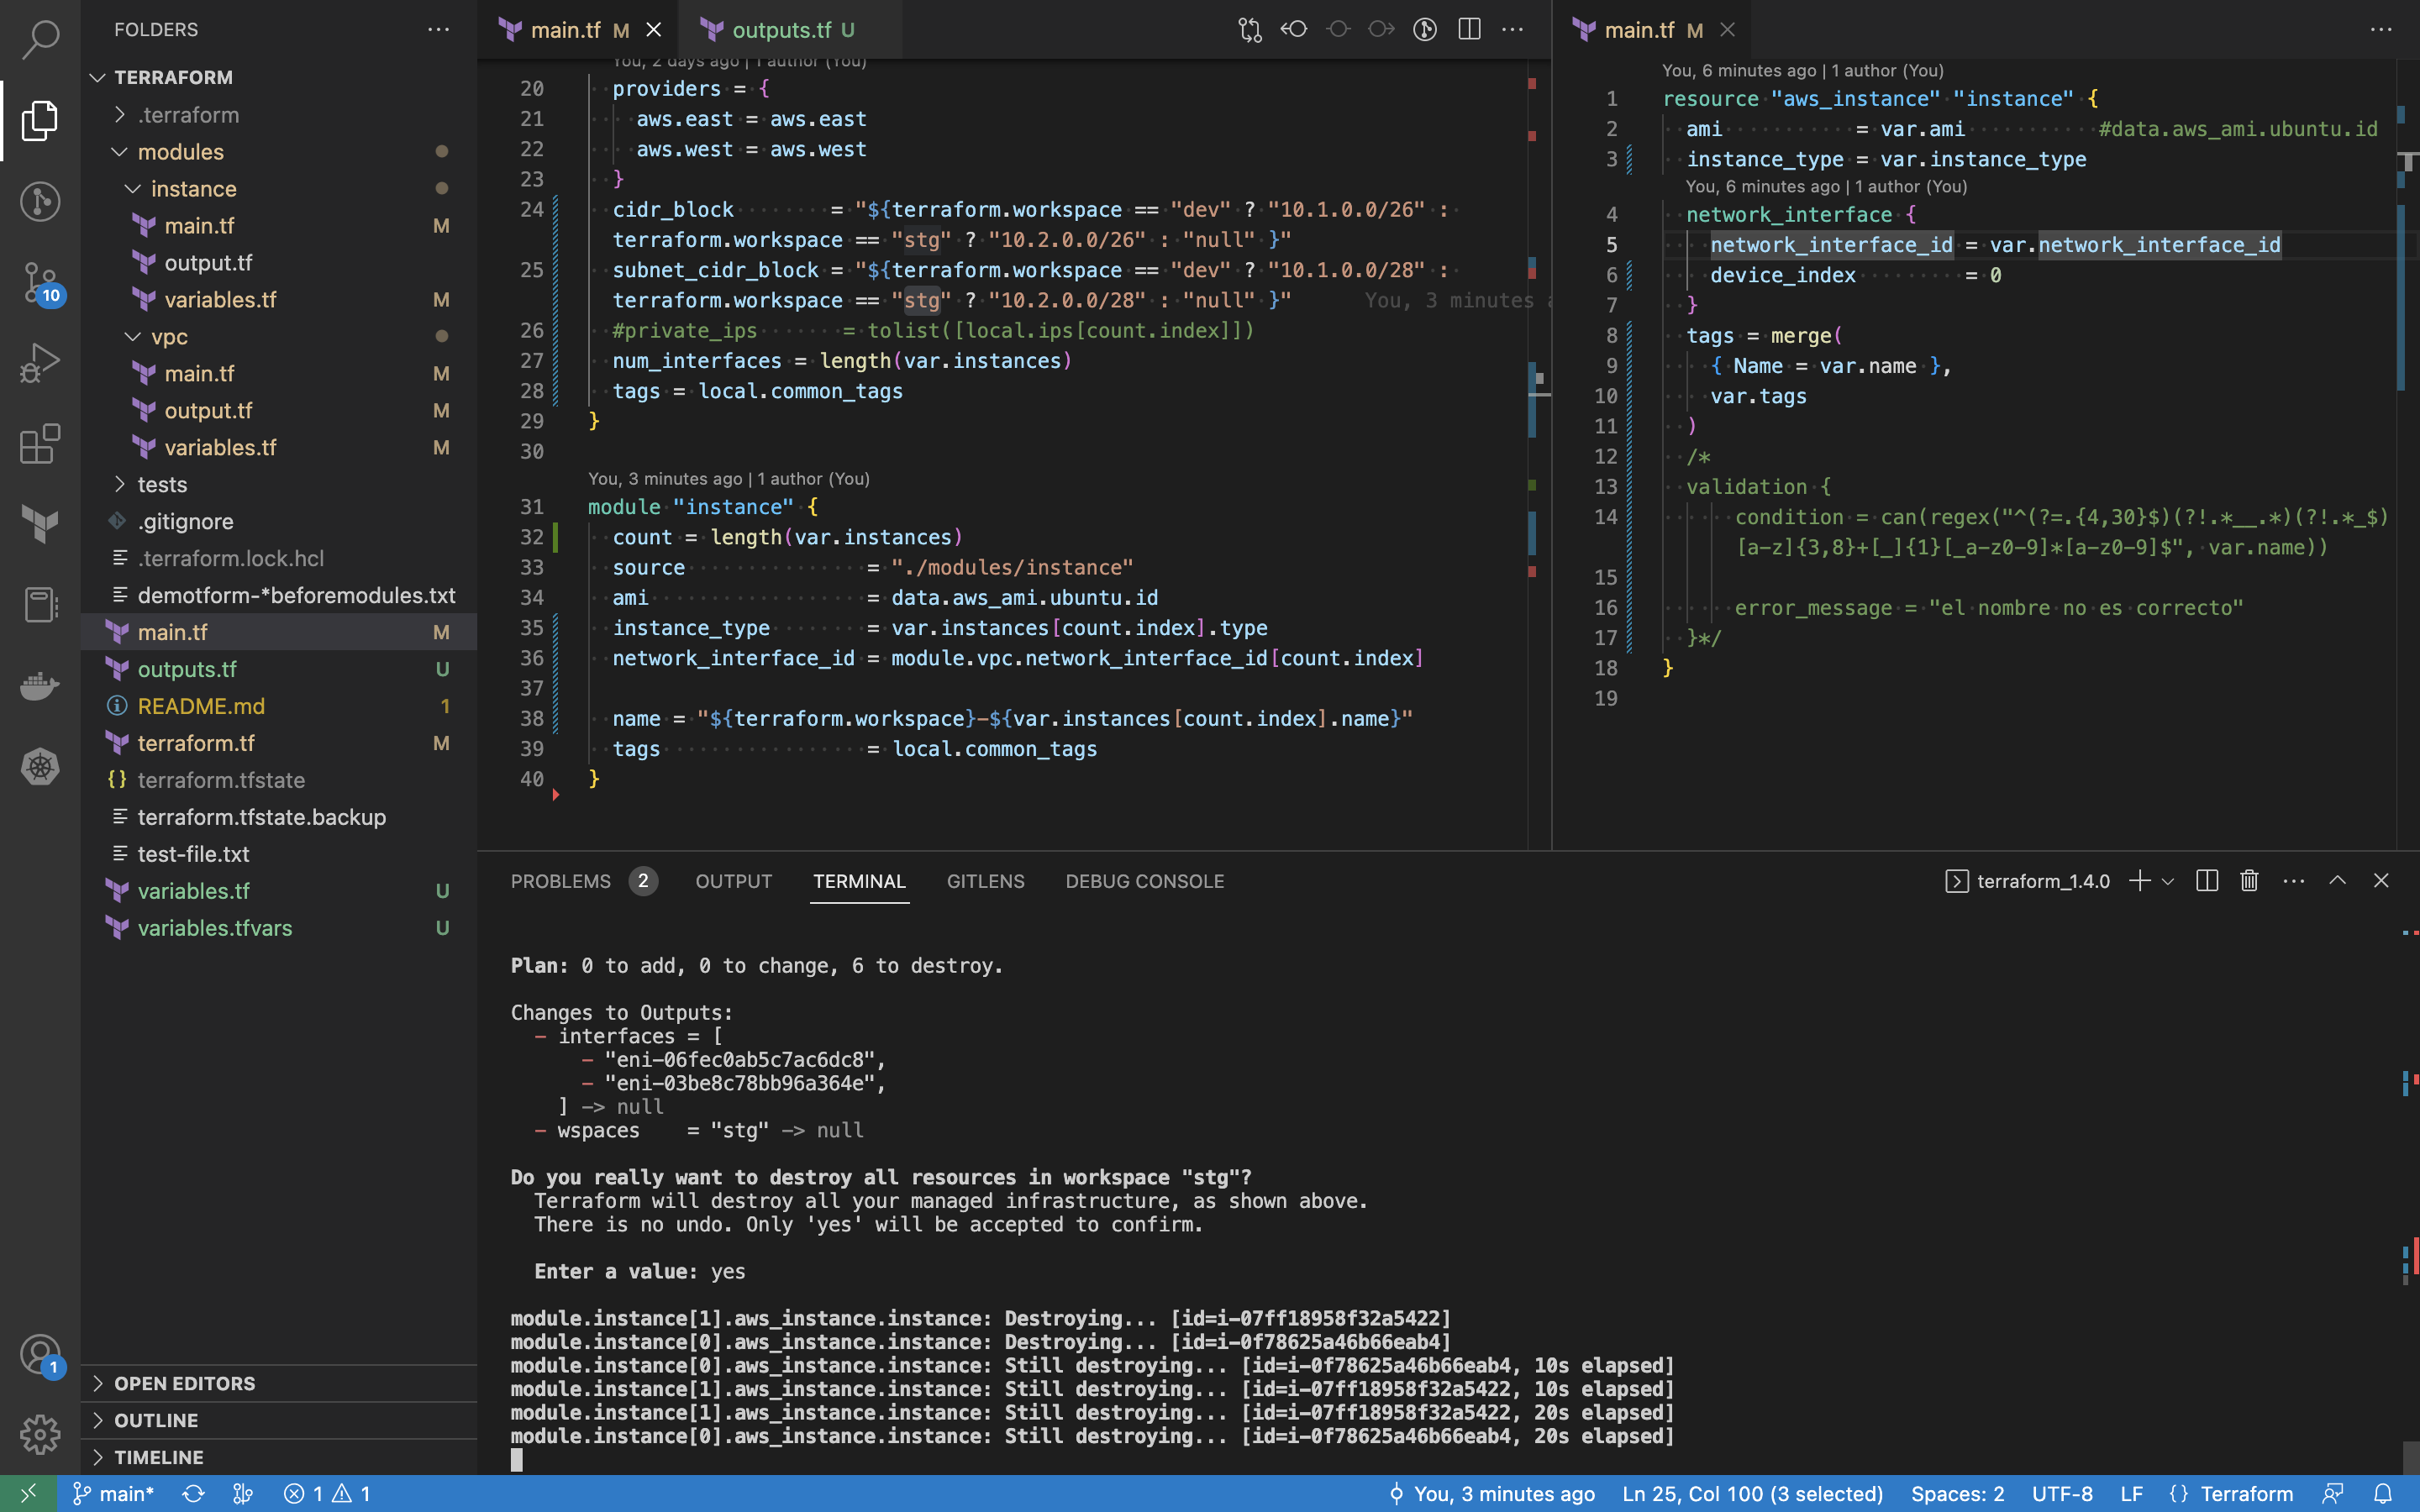 FOLDERS
TERRAFORM
.terraform
modules
instance
main.tf M
output.tf
variables.tf M
vpc
main.tf M
output.tf M
variables.tf M
tests
.gitignore
.terraform.lock.hcl
demotform-*beforemodules.txt
main.tf M
outputs.tf U
README.md 1
terraform.tf M
{} terraform.tfstate
terraform.tfstate.backup
test-file.txt
variables.tf U
variables.tfvars U
OPEN EDITORS
OUTLINE
TIMELINE
10
1
main.tf M
outputs.tf U
You, 2 days ago | 1 author (You)
20 providers = {
21 aws.east = aws.east
22 aws.west = aws.west
23 }
24 cidr_block = "${terraform.workspace == "dev" ? "10.1.0.0/26" :
terraform.workspace == "stg" ? "10.2.0.0/26" : "null" }"
25 subnet_cidr_block = "${terraform.workspace == "dev" ? "10.1.0.0/28" :
terraform.workspace == "stg" ? "10.2.0.0/28" : "null" }" You, 3 minutes
26 #private_ips = tolist([local.ips[count.index]])
27 num_interfaces = length(var.instances)
28 tags = local.common_tags
29 }
30
You, 3 minutes ago | 1 author (You)
31 module "instance" {
32 count = length(var.instances)
33 source = "./modules/instance"
34 ami = data.aws_ami.ubuntu.id
35 instance_type = var.instances[count.index].type
36 network_interface_id = module.vpc.network_interface_id[count.index]
37
38 name = "${terraform.workspace}-${var.instances[count.index].name}"
39 tags = local.common_tags
40 }
main.tf M
You, 6 minutes ago | 1 author (You)
1 resource "aws_instance" "instance" {
2 ami = var.ami #data.aws_ami.ubuntu.id
3 instance_type = var.instance_type
You, 6 minutes ago | 1 author (You)
4 network_interface {
5 network_interface_id = var.network_interface_id
6 device_index = 0
7 }
8 tags = merge(
9 { Name = var.name },
10 var.tags
11 )
12 /*
13 validation {
14 condition = can(regex("^(?=.{4,30}$)(?!.*__.*)(?!.*_$)
[a-z]{3,8}+[_]{1}[_a-z0-9]*[a-z0-9]$", var.name))
15
16 error_message = "el nombre no es correcto"
17 }*/
18 }
19
PROBLEMS 2 OUTPUT TERMINAL GITLENS DEBUG CONSOLE
terraform_1.4.0
Plan: 0 to add, 0 to change, 6 to destroy.
Changes to Outputs:
- interfaces = [
- "eni-06fec0ab5c7ac6dc8",
- "eni-03be8c78bb96a364e",
] -> null
- wspaces = "stg" -> null
Do you really want to destroy all resources in workspace "stg"?
Terraform will destroy all your managed infrastructure, as shown above.
There is no undo. Only 'yes' will be accepted to confirm.
Enter a value: yes
module.instance[1].aws_instance.instance: Destroying... [id=i-07ff18958f32a5422]
module.instance[0].aws_instance.instance: Destroying... [id=i-0f78625a46b66eab4]
module.instance[0].aws_instance.instance: Still destroying... [id=i-0f78625a46b66eab4, 10s elapsed]
module.instance[1].aws_instance.instance: Still destroying... [id=i-07ff18958f32a5422, 10s elapsed]
module.instance[1].aws_instance.instance: Still destroying... [id=i-07ff18958f32a5422, 20s elapsed]
module.instance[0].aws_instance.instance: Still destroying... [id=i-0f78625a46b66eab4, 20s elapsed]
main* 1 1 You, 3 minutes ago Ln 25, Col 100 (3 selected) Spaces: 2 UTF-8 LF {} Terraform